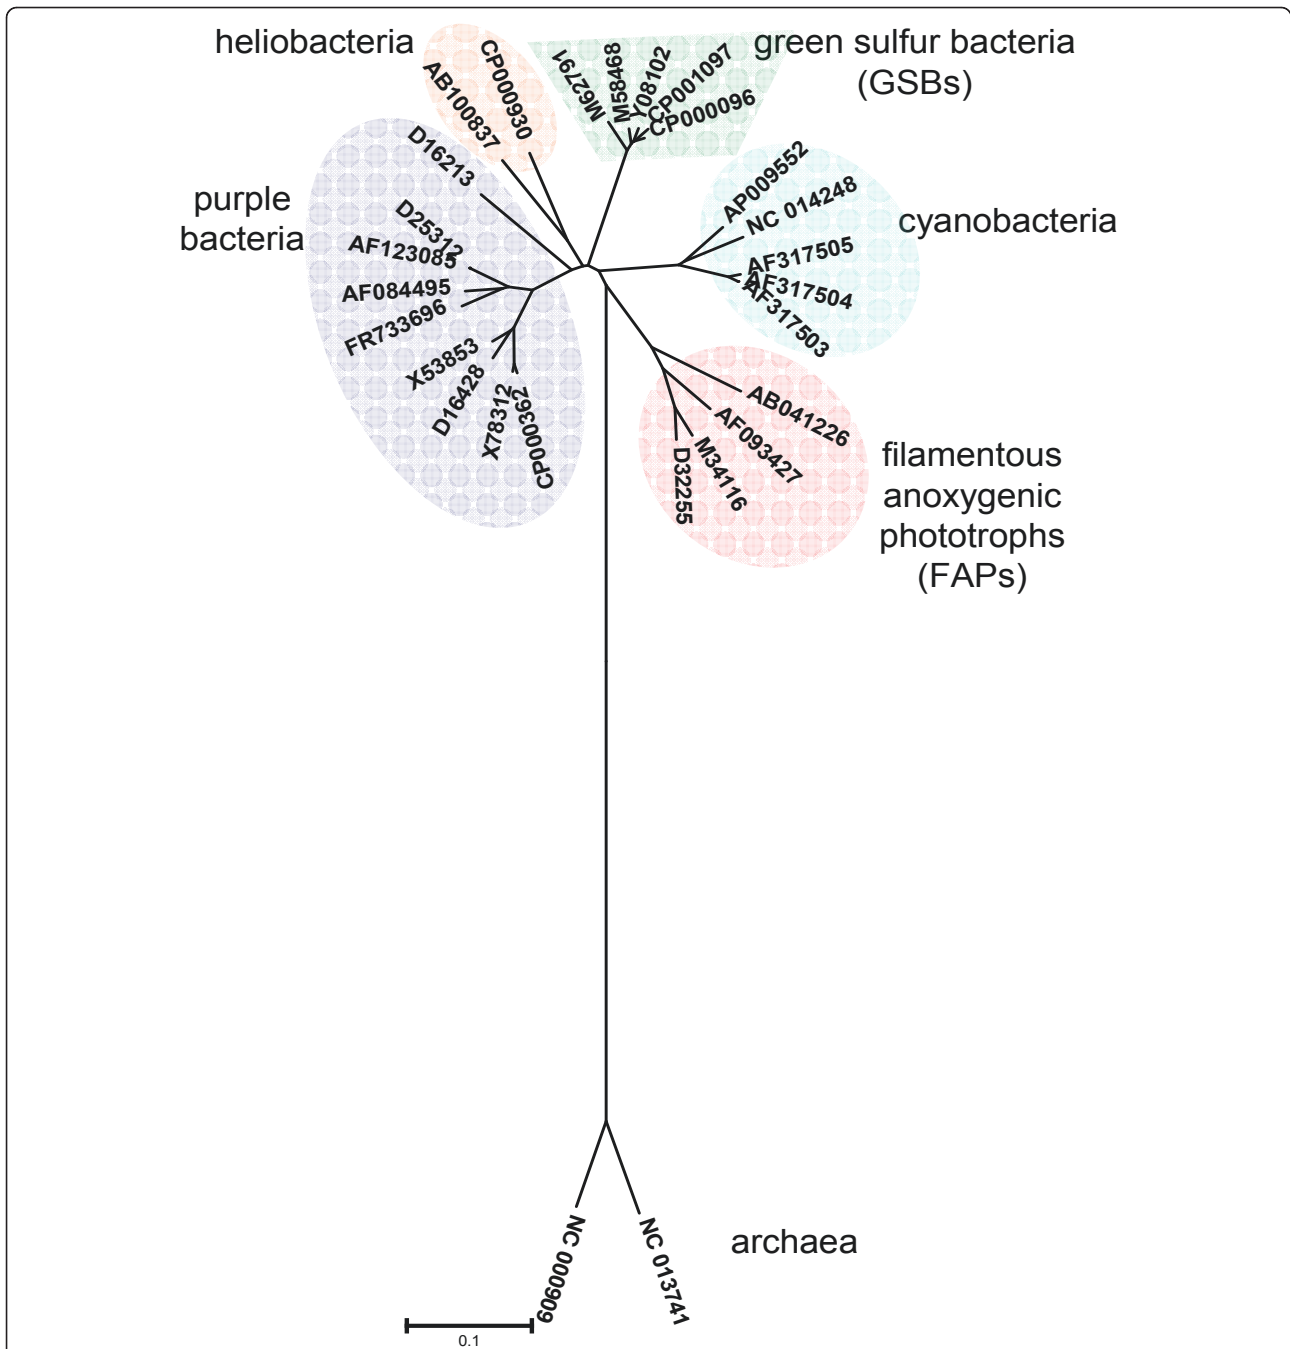 heliobacteria
green sulfur bacteria
(GSBs)
CP000930
AB100837
M62791
M58468
Y08102
CP001097
CP000096
purple
bacteria
D16213
D25312
AF123085
AF084495
FR733696
X53853
D16428
X78312
CP000362
cyanobacteria
AP009552
NC 014248
AF317505
AF317504
AF317503
AB041226
AF093427
M34116
D32255
filamentous
anoxygenic
phototrophs
(FAPs)
archaea
NC 000909
NC 013741
0.1